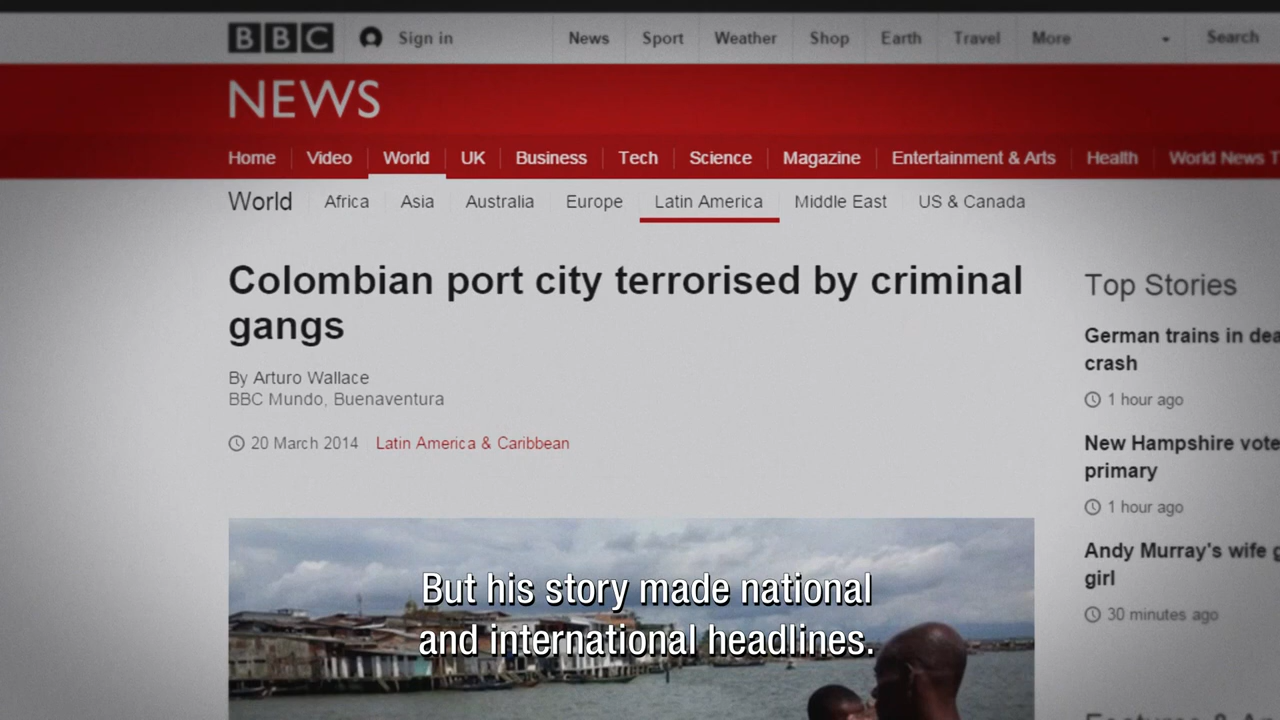 BBC Sign in News Sport Weather Shop Earth Travel More Search
NEWS
Home Video World UK Business Tech Science Magazine Entertainment & Arts Health World News
World Africa Asia Australia Europe Latin America Middle East US & Canada
Colombian port city terrorised by criminal
gangs
By Arturo Wallace
BBC Mundo, Buenaventura
20 March 2014 Latin America & Caribbean
Top Stories
German trains in
crash
1 hour ago
New Hampshire
primary
1 hour ago
Andy Murray's wife
girl
30 minutes ago
But his story made national
and international headlines.